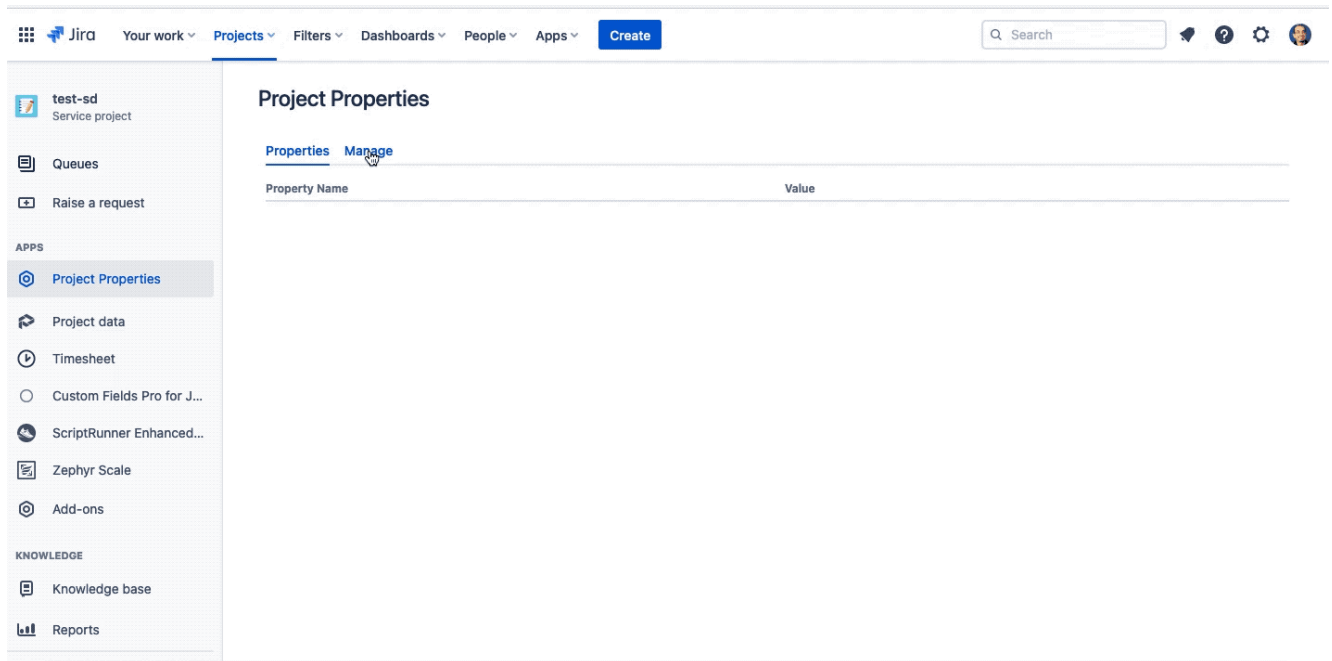 Jira Your work Projects Filters Dashboards People Apps Create Search
test-sd
Service project
Queues
Raise a request
APPS
Project Properties
Project data
Timesheet
Custom Fields Pro for J...
ScriptRunner Enhanced...
Zephyr Scale
Add-ons
KNOWLEDGE
Knowledge base
Reports
Project Properties
Properties Manage
Property Name Value